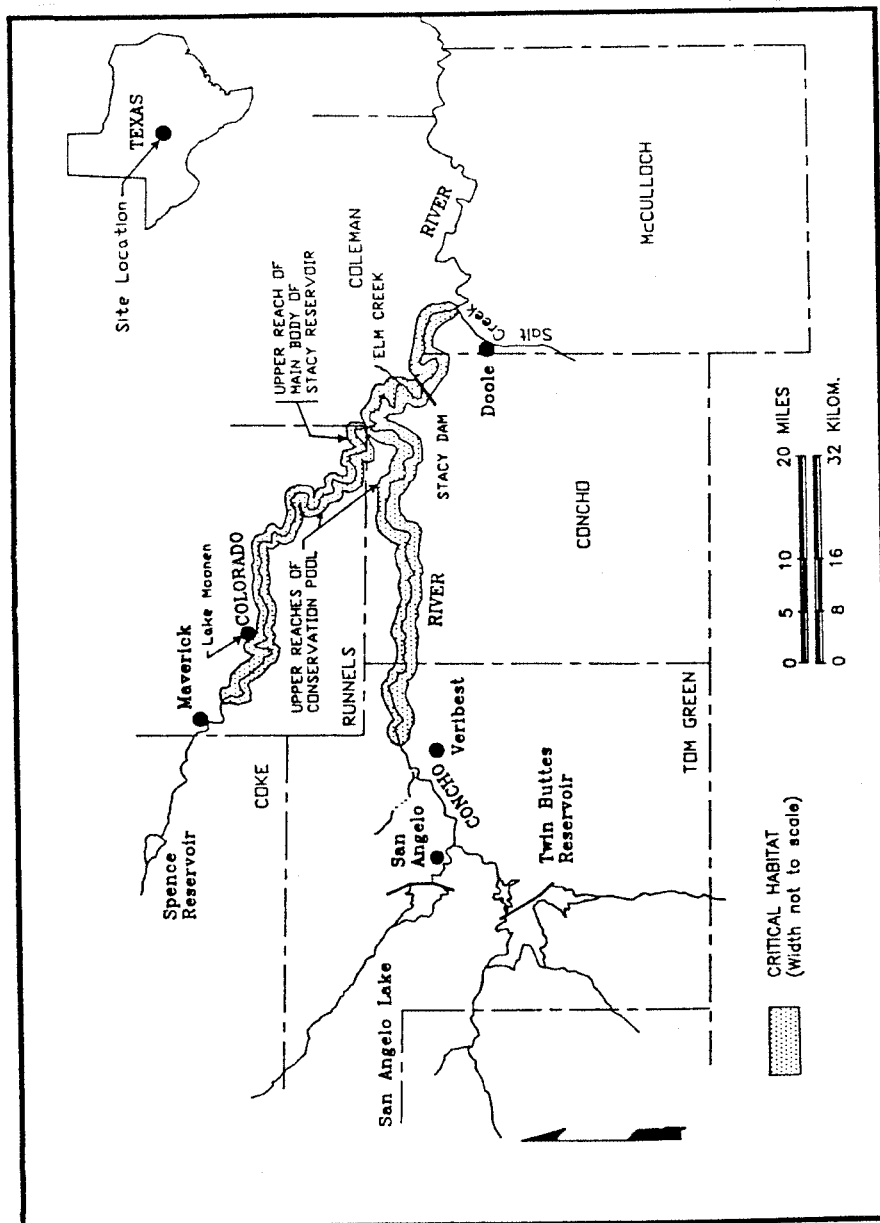 TEXAS
Site Location
Spence
Reservoir
Maverick
Lake Moonen
COLORADO
UPPER REACH OF
MAIN BODY OF
STACY RESERVOIR
COLEMAN
ELM CREEK
RIVER
COKE
RUNNELS
UPPER REACHES OF
CONSERVATION POOL
San Angelo Lake
San
Angelo
CONCHO
Veribest
RIVER
STACY DAM
Doole
Salt
Creek
McCULLOCH
Twin Buttes
Reservoir
CONCHO
TOM GREEN
CRITICAL HABITAT
(Width not to scale)
0 5 10 20 MILES
0 8 16 32 KILOM.